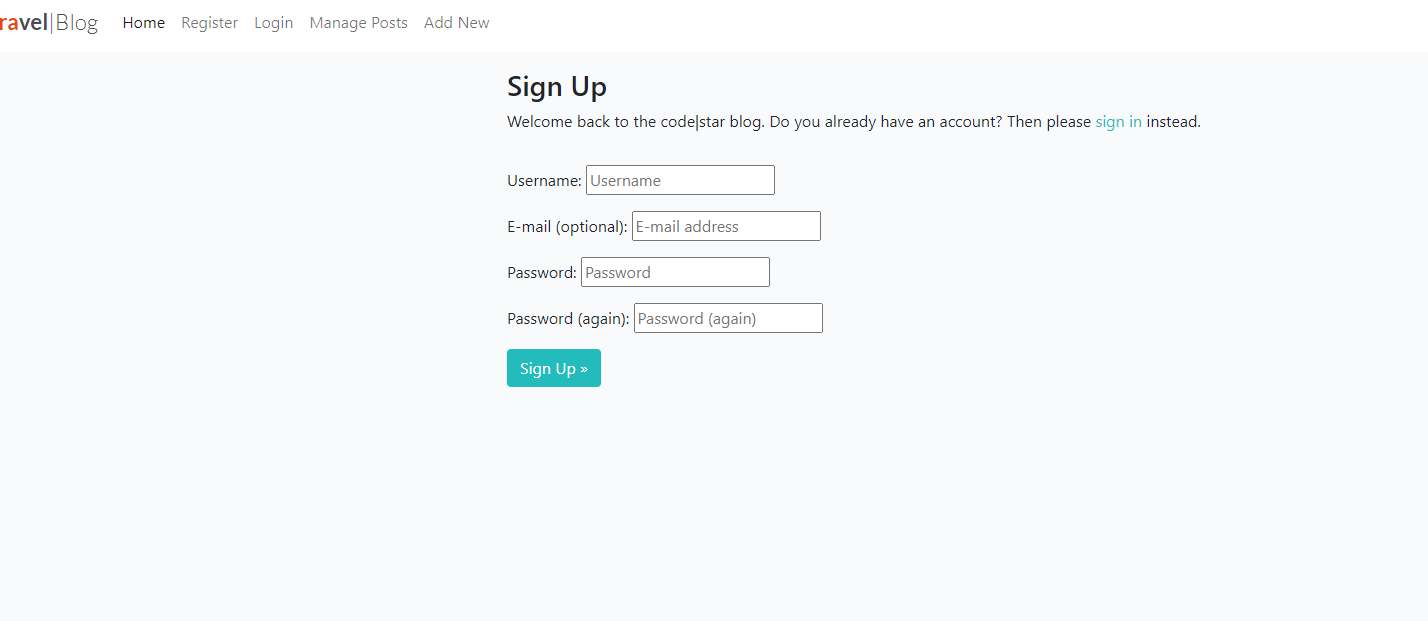 ravel|Blog Home Register Login Manage Posts Add New
Sign Up
Welcome back to the code|star blog. Do you already have an account? Then please sign in instead.
Username: Username
E-mail (optional): E-mail address
Password: Password
Password (again): Password (again)
Sign Up »